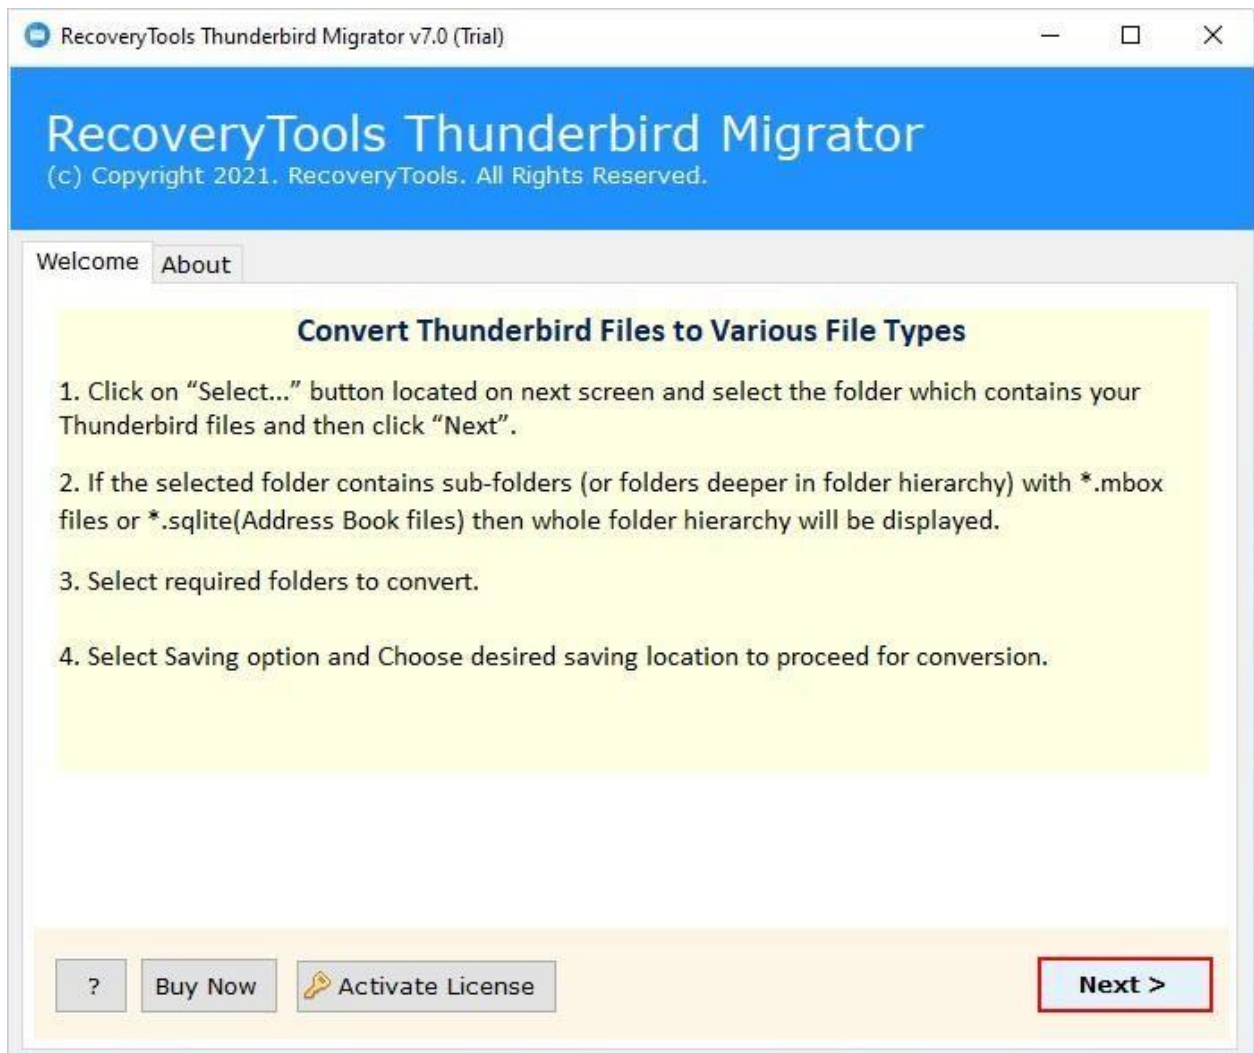 RecoveryTools Thunderbird Migrator v7.0 (Trial)
RecoveryTools Thunderbird Migrator
(c) Copyright 2021. RecoveryTools. All Rights Reserved.
Welcome
About
Convert Thunderbird Files to Various File Types
1. Click on “Select...” button located on next screen and select the folder which contains your
Thunderbird files and then click “Next”.
2. If the selected folder contains sub-folders (or folders deeper in folder hierarchy) with *.mbox
files or *.sqlite(Address Book files) then whole folder hierarchy will be displayed.
3. Select required folders to convert.
4. Select Saving option and Choose desired saving location to proceed for conversion.
?
Buy Now
Activate License
Next >